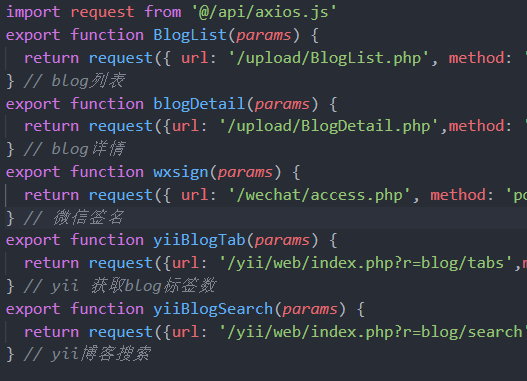 import request from '@/api/axios.js'
export function BlogList(params) {
return request({ url: '/upload/BlogList.php', method: '
} // blog列表
export function blogDetail(params) {
return request({url: '/upload/BlogDetail.php',method: '
} // blog详情
export function wxsign(params) {
return request({ url: '/wechat/access.php', method: 'po
} // 微信签名
export function yiiBlogTab(params) {
return request({url: '/yii/web/index.php?r=blog/tabs',m
} // yii 获取blog标签数
export function yiiBlogSearch(params) {
return request({url: '/yii/web/index.php?r=blog/search'
} // yii博客搜索